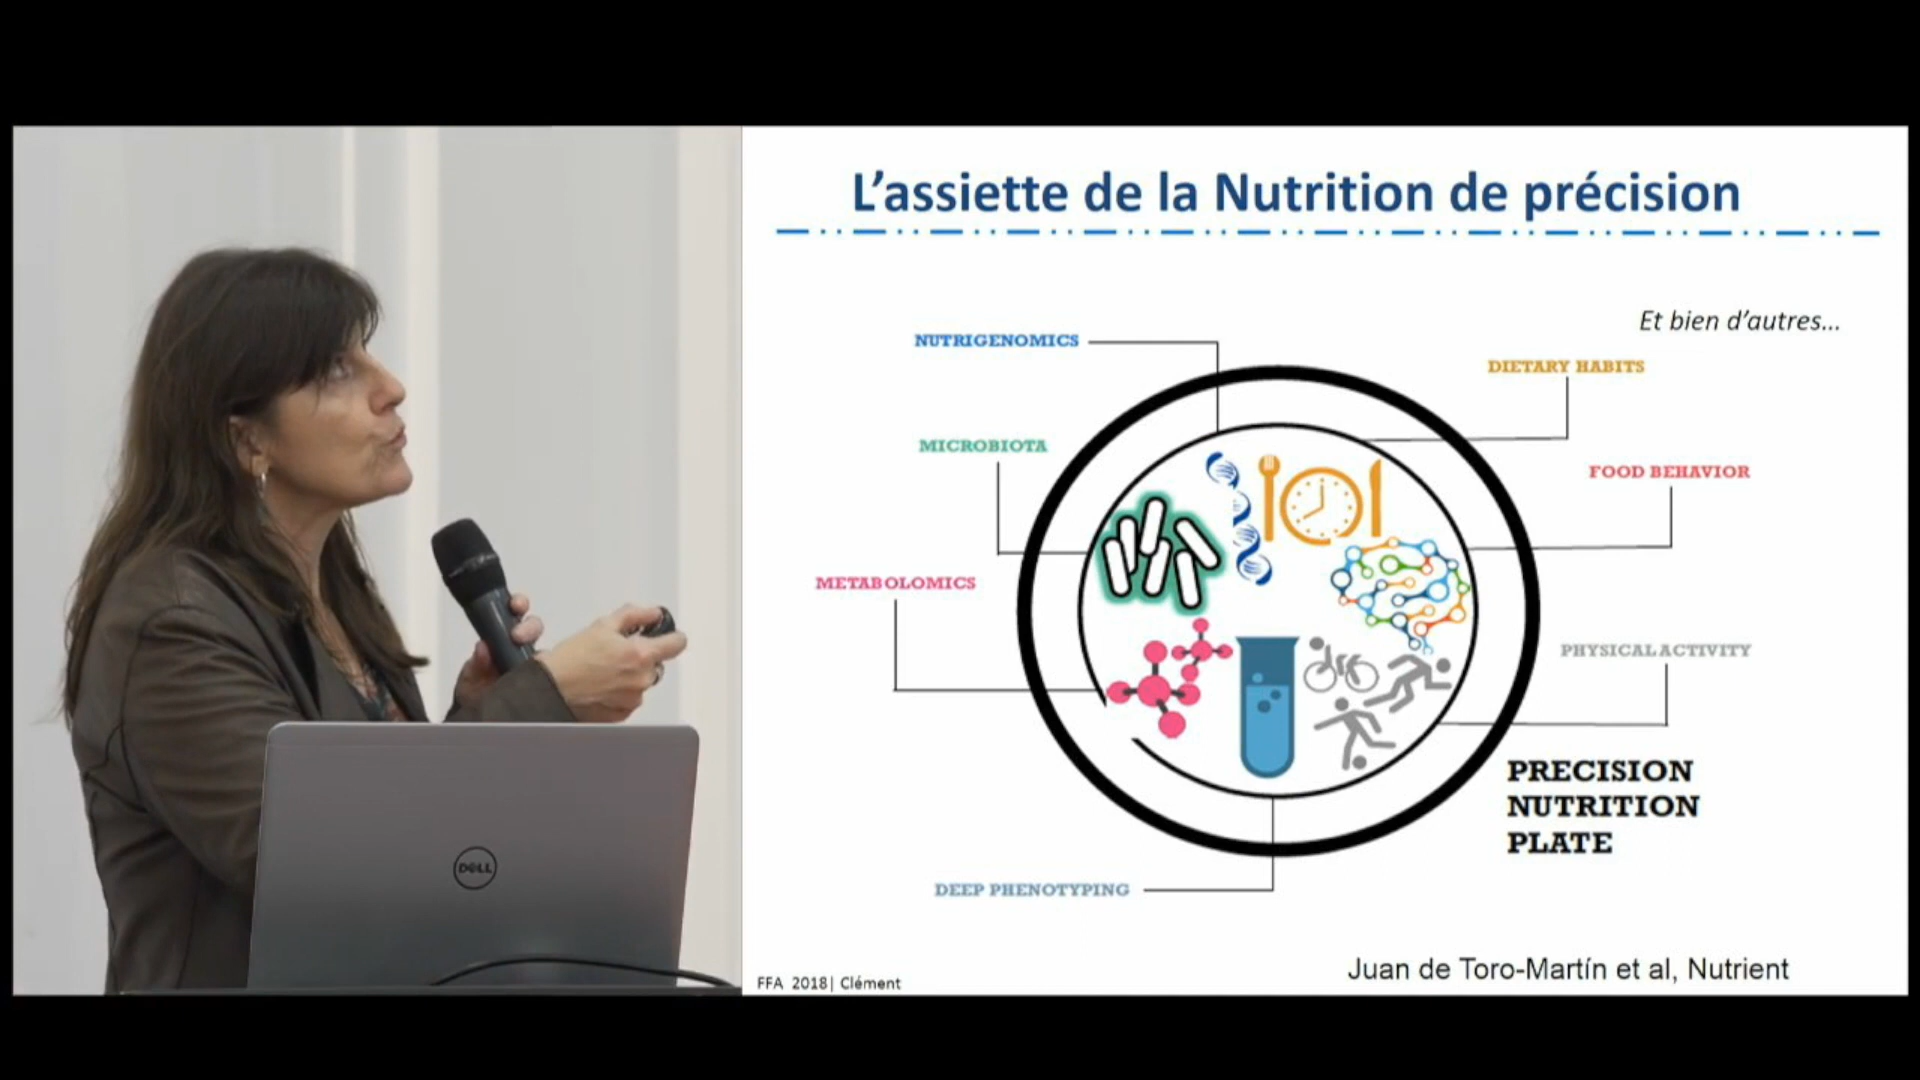 L'assiette de la Nutrition de précision
Et bien d'autres...
NUTRIGENOMICS
DIETARY HABITS
MICROBIOTA
FOOD BEHAVIOR
METABOLOMICS
PHYSICAL ACTIVITY
PRECISION
NUTRITION
PLATE
DEEP PHENOTYPING
Juan de Toro-Martín et al, Nutrient
FFA 2018| Clément
DELL